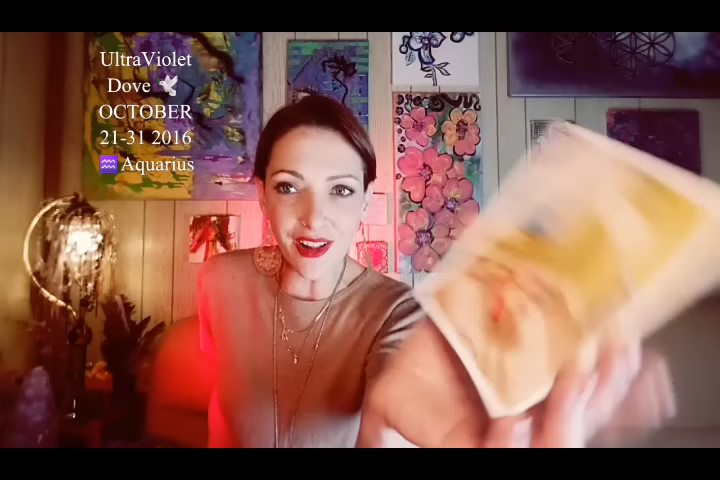 UltraViolet
Dove 🕊
OCTOBER
21-31 2016
♒Aquarius